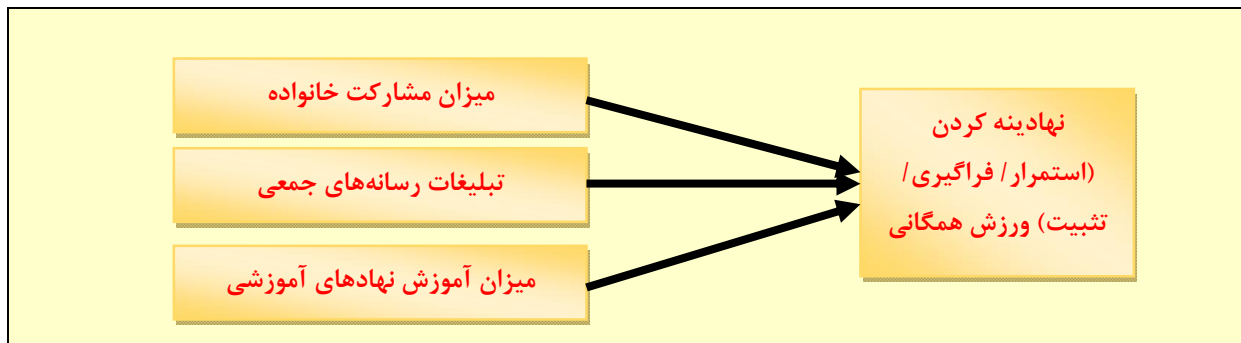 میزان مشارکت خانواده
تبلیغات رسانه‌های جمعی
میزان آموزش نهادهای آموزشی
نهادینه کردن
(استمرار/ فراگیری/
تثبیت) ورزش همگانی